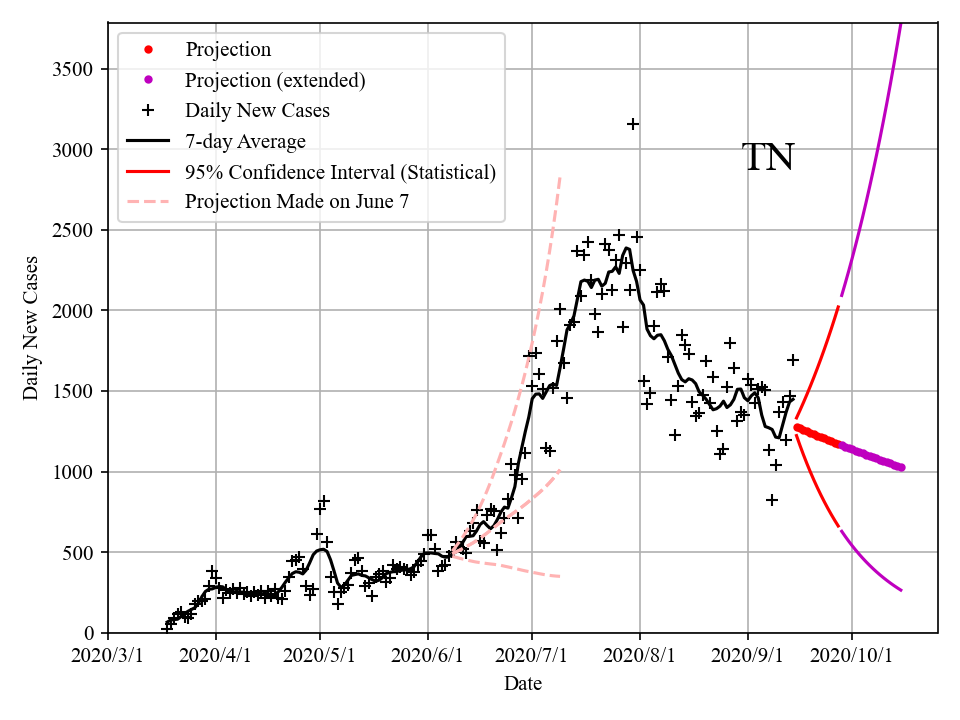 Projection
Projection (extended)
Daily New Cases
7-day Average
95% Confidence Interval (Statistical)
Projection Made on June 7
TN
3500
3000
2500
2000
1500
1000
500
0
Daily New Cases
2020/3/1 2020/4/1 2020/5/1 2020/6/1 2020/7/1 2020/8/1 2020/9/1 2020/10/1
Date